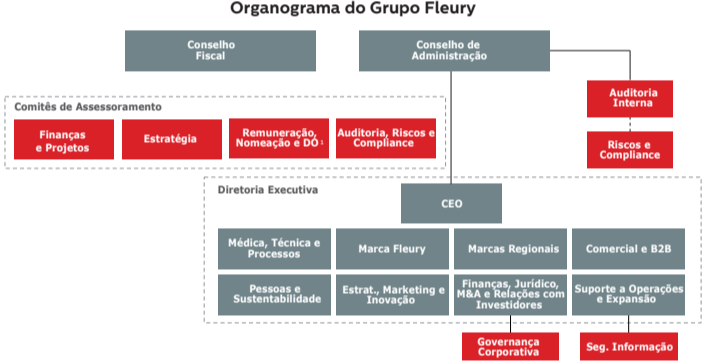 Organograma do Grupo Fleury
Conselho
Fiscal
Conselho de
Administração
Auditoria
Interna
Riscos e
Compliance
Comitês de Assessoramento
Finanças
e Projetos
Estratégia
Remuneração,
Nomeação e DO¹
Auditoria, Riscos e
Compliance
Diretoria Executiva
CEO
Médica, Técnica e
Processos
Marca Fleury
Marcas Regionais
Comercial e B2B
Pessoas e
Sustentabilidade
Estrat., Marketing e
Inovação
Finanças, Jurídico,
M&A e Relações com
Investidores
Suporte a Operações
e Expansão
Governança
Corporativa
Seg. Informação